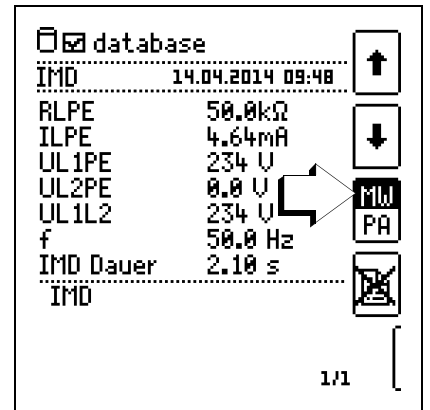 database
IMD 14.04.2014 09:48
RLPE 50.0kΩ
ILPE 4.64mA
UL1PE 234 V
UL2PE 0.0 V
UL1L2 234 V
f 50.0 Hz
IMD Dauer 2.10 s
IMD
MW
PA
1/1